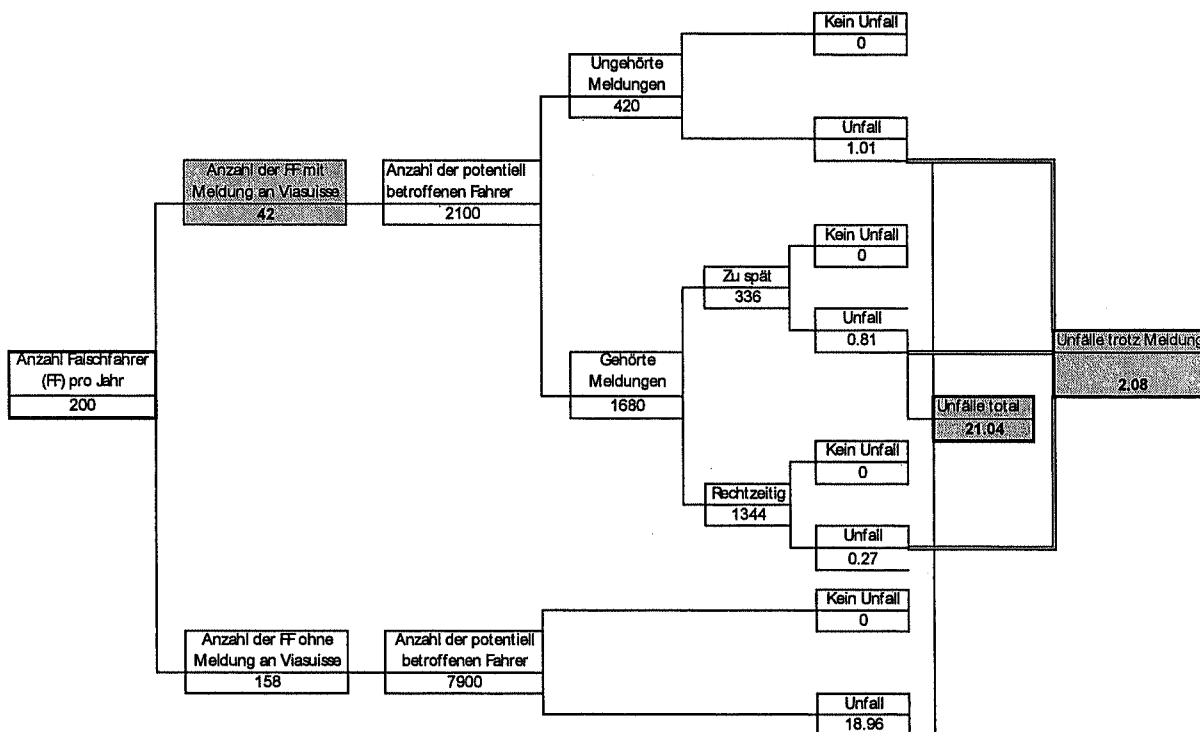 Kein Unfall
0
Ungehörte
Meldungen
420
Unfall
1.01
Anzahl der FF mit
Meldung an Viasuisse
42
Anzahl der potentiell
betroffenen Fahrer
2100
Kein Unfall
0
Zu spät
336
Unfall
0.81
Anzahl Falschfahrer
(FF) pro Jahr
200
Gehörte
Meldungen
1680
Unfälle trotz Meldung
2.08
Unfälle total
21.04
Kein Unfall
0
Rechtzeitig
1344
Unfall
0.27
Kein Unfall
0
Anzahl der FF ohne
Meldung an Viasuisse
158
Anzahl der potentiell
betroffenen Fahrer
7900
Unfall
18.96